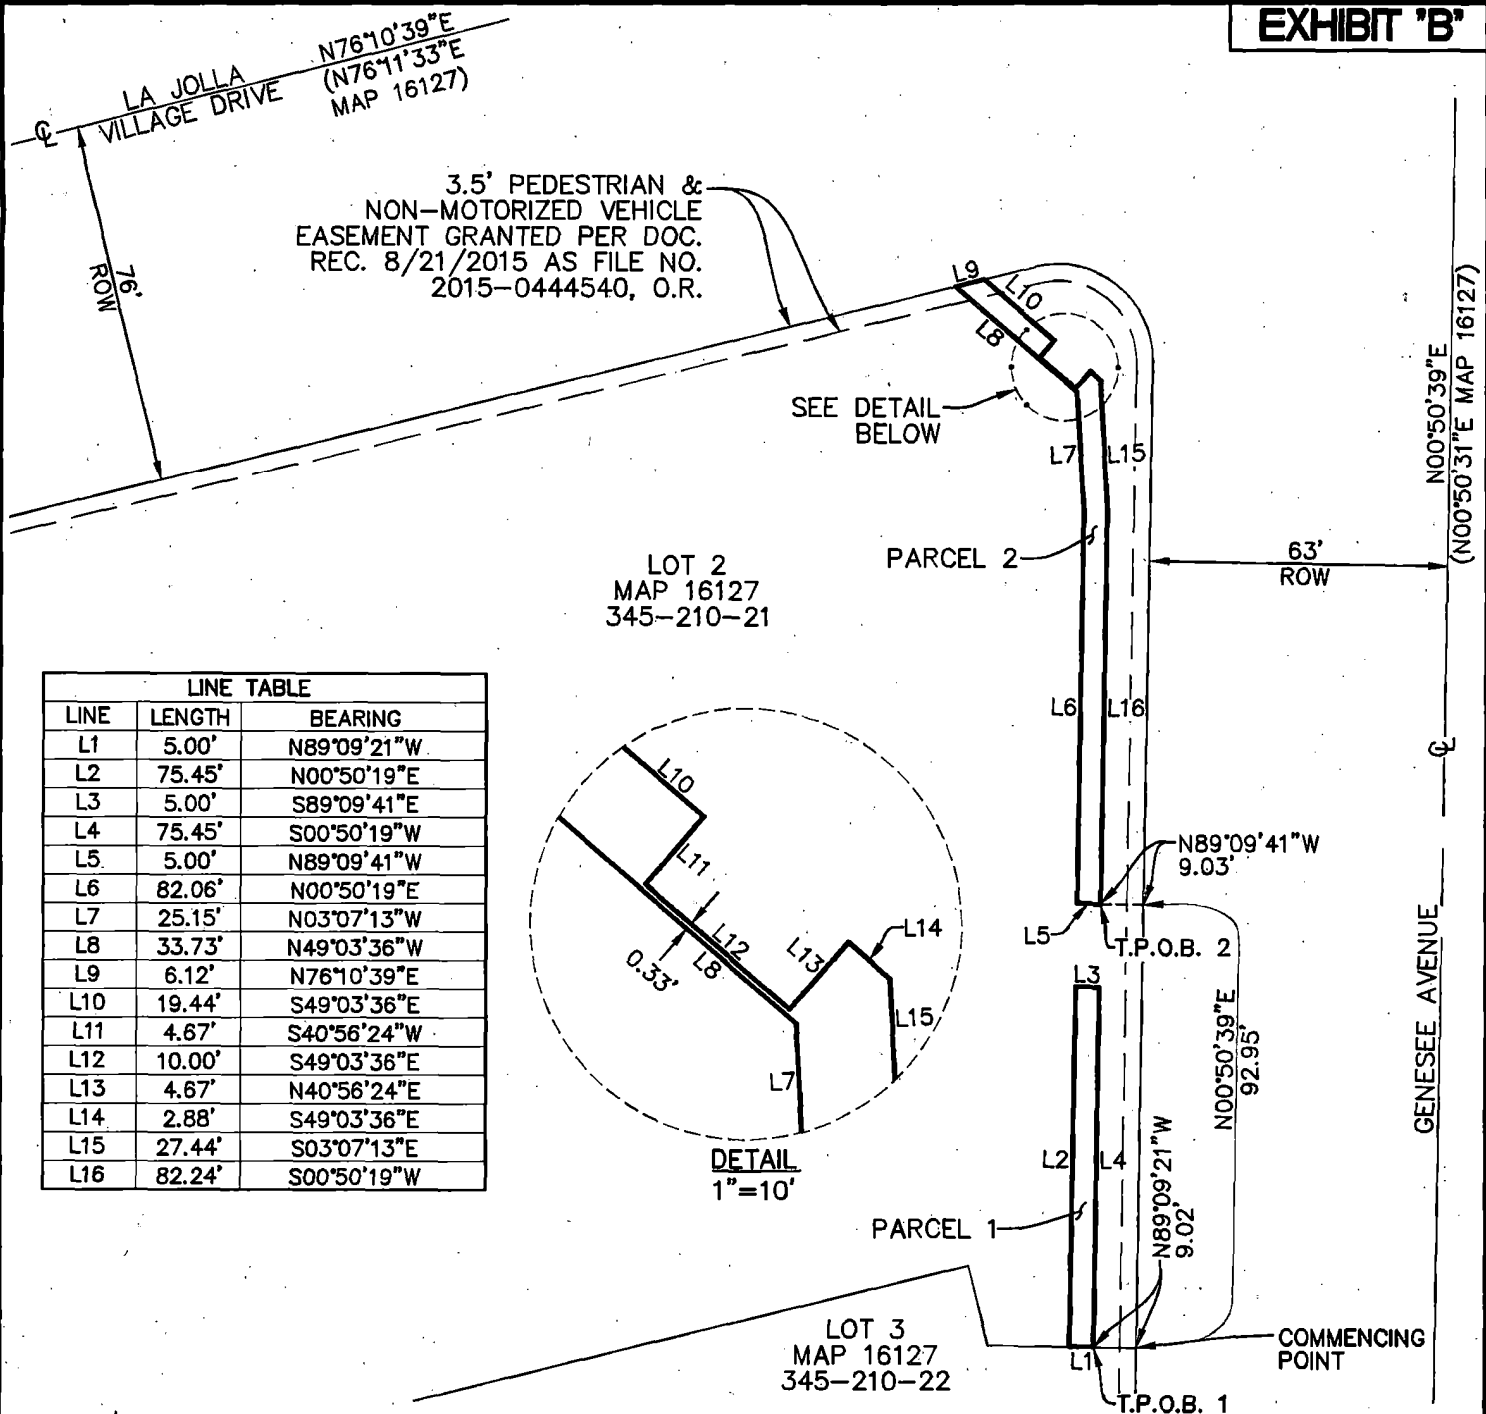 EXHIBIT "B"
N76°10'39"E
(N76°11'33"E
MAP 16127)
LA JOLLA
VILLAGE DRIVE
℄
76'
ROW
3.5' PEDESTRIAN &
NON-MOTORIZED VEHICLE
EASEMENT GRANTED PER DOC.
REC. 8/21/2015 AS FILE NO.
2015-0444540, O.R.
L9
L10
L8
SEE DETAIL
BELOW
L7
L15
PARCEL 2
63'
ROW
N00°50'39"E
(N00°50'31"E MAP 16127)
LOT 2
MAP 16127
345-210-21
L6
L16
℄
LINE TABLE
LINE LENGTH BEARING
L1 5.00' N89°09'21"W
L2 75.45' N00°50'19"E
L3 5.00' S89°09'41"E
L4 75.45' S00°50'19"W
L5 5.00' N89°09'41"W
L6 82.06' N00°50'19"E
L7 25.15' N03°07'13"W
L8 33.73' N49°03'36"W
L9 6.12' N76°10'39"E
L10 19.44' S49°03'36"E
L11 4.67' S40°56'24"W
L12 10.00' S49°03'36"E
L13 4.67' N40°56'24"E
L14 2.88' S49°03'36"E
L15 27.44' S03°07'13"E
L16 82.24' S00°50'19"W
L10
L11
L12
L8
0.33'
L13
L14
L15
L7
DETAIL
1"=10'
N89°09'41"W
9.03'
L5
T.P.O.B. 2
L3
N00°50'39"E
92.95'
GENESEE AVENUE
L2
L4
N89°09'21"W
9.02'
PARCEL 1
LOT 3
MAP 16127
345-210-22
L1
COMMENCING
POINT
T.P.O.B. 1